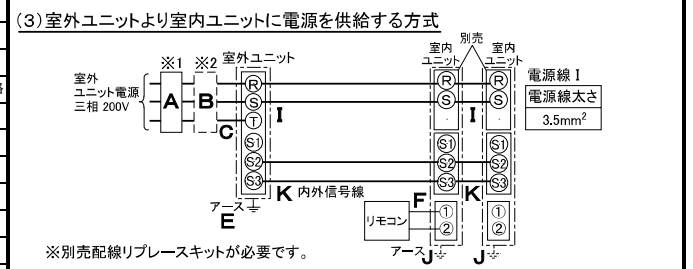 (3)室外ユニットより室内ユニットに電源を供給する方式
別売
※1 ※2 室外ユニット 室内ユニット 室内ユニット
室外ユニット電源 三相 200V
A B C
R
S
T
S1
S2
S3
I
K 内外信号線
アース
E
R
S
S1
S2
S3
I
R
S
S1
S2
S3
K
F
リモコン
①
②
①
②
アース J J
電源線 I
電源線太さ
3.5mm²
※別売配線リプレースキットが必要です。